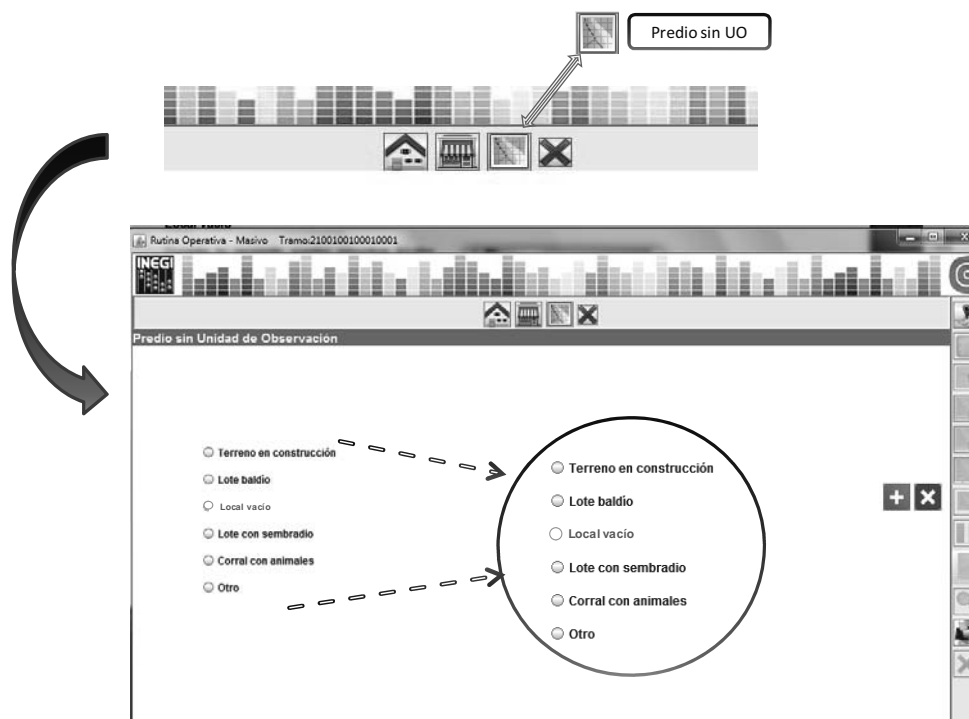 Predio sin UO
Rutina Operativa - Masivo Tramo:2100100100010001
INEGI
Predio sin Unidad de Observación
Terreno en construcción
Lote baldío
Local vacío
Lote con sembradio
Corral con animales
Otro
Terreno en construcción
Lote baldío
Local vacío
Lote con sembradio
Corral con animales
Otro